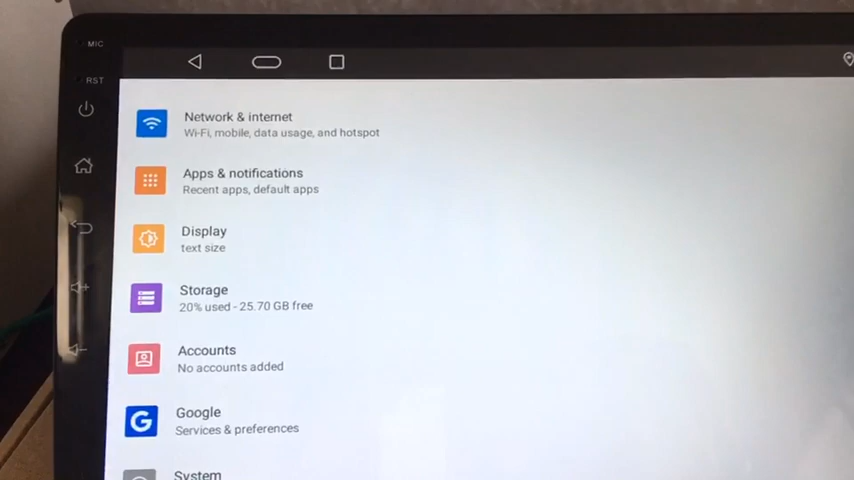 MIC
RST
Network & internet
Wi-Fi, mobile, data usage, and hotspot
Apps & notifications
Recent apps, default apps
Display
text size
Storage
20% used - 25.70 GB free
Accounts
No accounts added
G
Google
Services & preferences
System